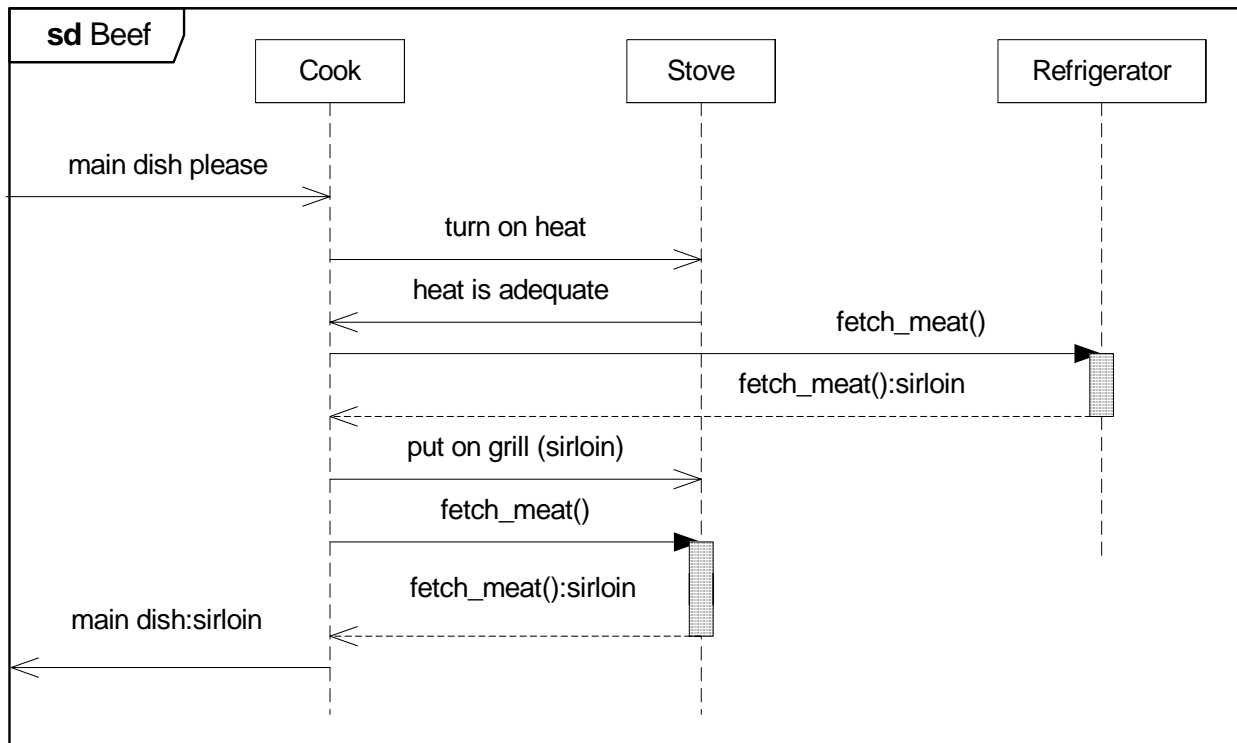 sd Beef
Cook
Stove
Refrigerator
main dish please
turn on heat
heat is adequate
fetch_meat()
fetch_meat():sirloin
put on grill (sirloin)
fetch_meat()
fetch_meat():sirloin
main dish:sirloin